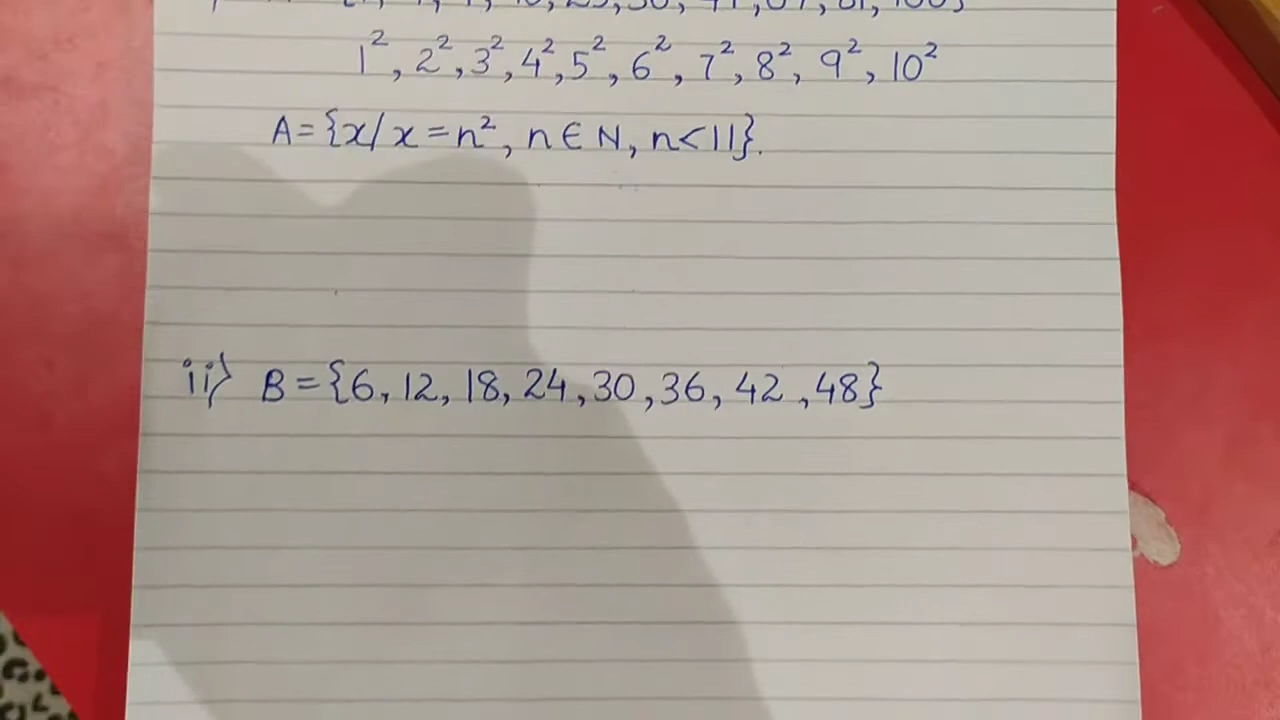 1², 2², 3², 4², 5², 6², 7², 8², 9², 10²
A = {x/x = n², n ∈ N, n < 11}.
ii) B = {6, 12, 18, 24, 30, 36, 42, 48}